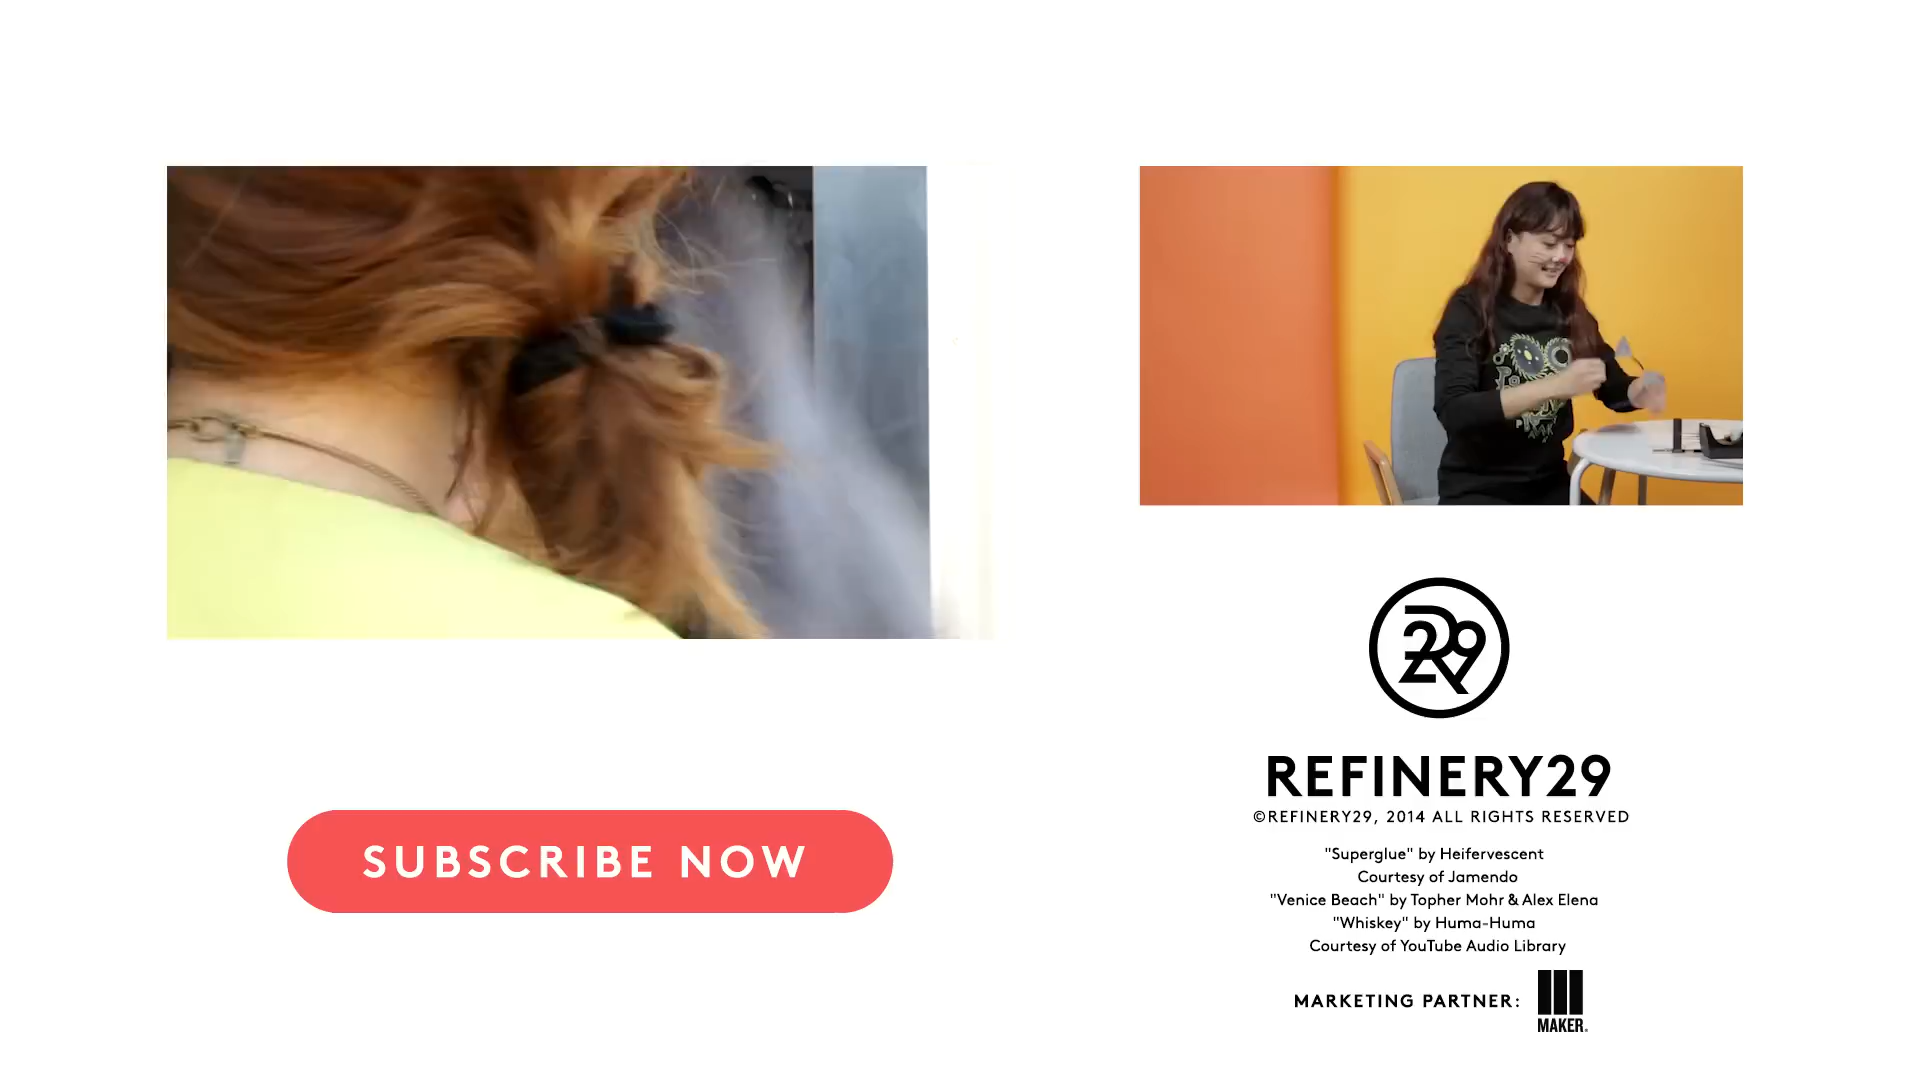 SUBSCRIBE NOW
REFINERY29
©REFINERY29, 2014 ALL RIGHTS RESERVED
"Superglue" by Heifervescent
Courtesy of Jamendo
"Venice Beach" by Topher Mohr & Alex Elena
"Whiskey" by Huma-Huma
Courtesy of YouTube Audio Library
MARKETING PARTNER:
MAKER